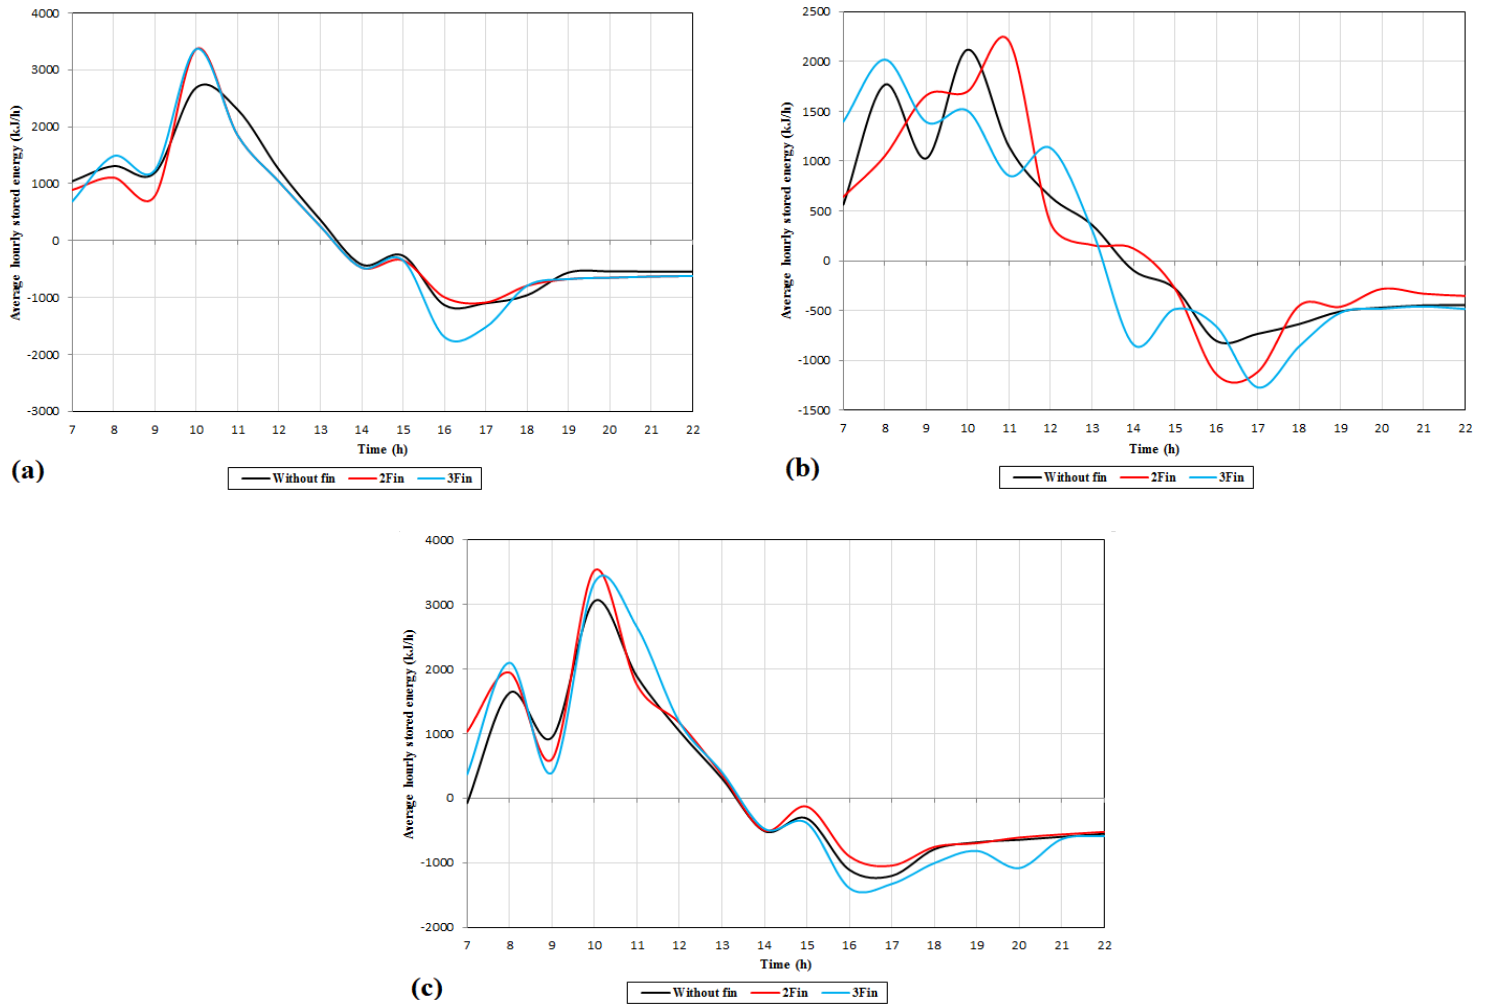 4000
3000
2000
1000
0
-1000
-2000
-3000
Average hourly stored energy (kJ/h)
7 8 9 10 11 12 13 14 15 16 17 18 19 20 21 22
Time (h)
(a)
Without fin 2Fin 3Fin
2500
2000
1500
1000
500
0
-500
-1000
-1500
Average hourly stored energy (kJ/h)
7 8 9 10 11 12 13 14 15 16 17 18 19 20 21 22
Time (h)
(b)
Without fin 2Fin 3Fin
4000
3000
2000
1000
0
-1000
-2000
Average hourly stored energy (kJ/h)
7 8 9 10 11 12 13 14 15 16 17 18 19 20 21 22
Time (h)
(c)
Without fin 2Fin 3Fin